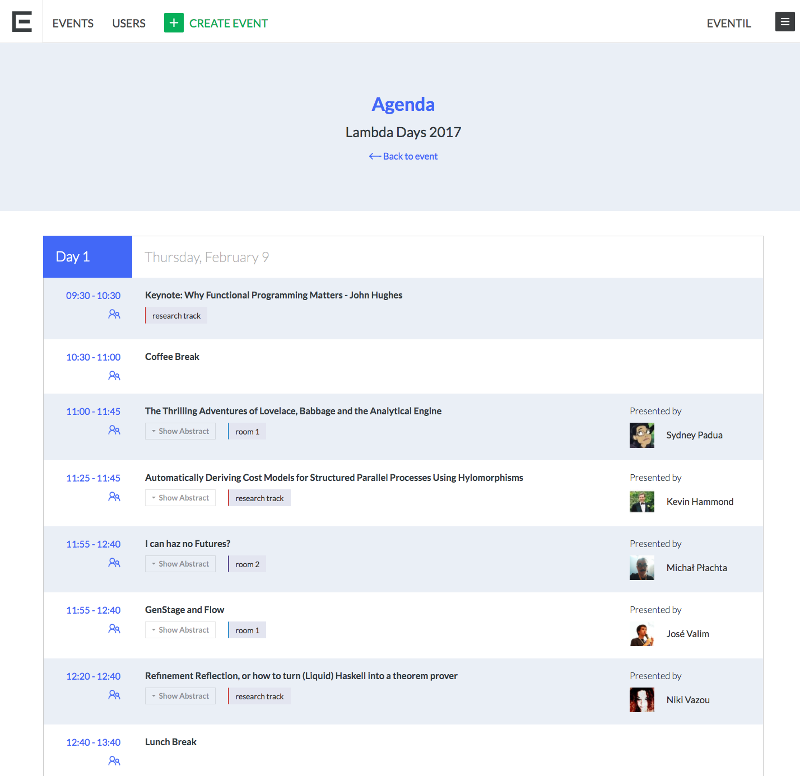 EVENTS USERS + CREATE EVENT EVENTIL
Agenda
Lambda Days 2017
Back to event
Day 1 Thursday, February 9
09:30 - 10:30 Keynote: Why Functional Programming Matters - John Hughes
research track
10:30 - 11:00 Coffee Break
11:00 - 11:45 The Thrilling Adventures of Lovelace, Babbage and the Analytical Engine Presented by
Show Abstract room 1 Sydney Padua
11:25 - 11:45 Automatically Deriving Cost Models for Structured Parallel Processes Using Hylomorphisms Presented by
Show Abstract research track Kevin Hammond
11:55 - 12:40 I can haz no Futures? Presented by
Show Abstract room 2 Michał Płachta
11:55 - 12:40 GenStage and Flow Presented by
Show Abstract room 1 José Valim
12:20 - 12:40 Refinement Reflection, or how to turn (Liquid) Haskell into a theorem prover Presented by
Show Abstract research track Niki Vazou
12:40 - 13:40 Lunch Break